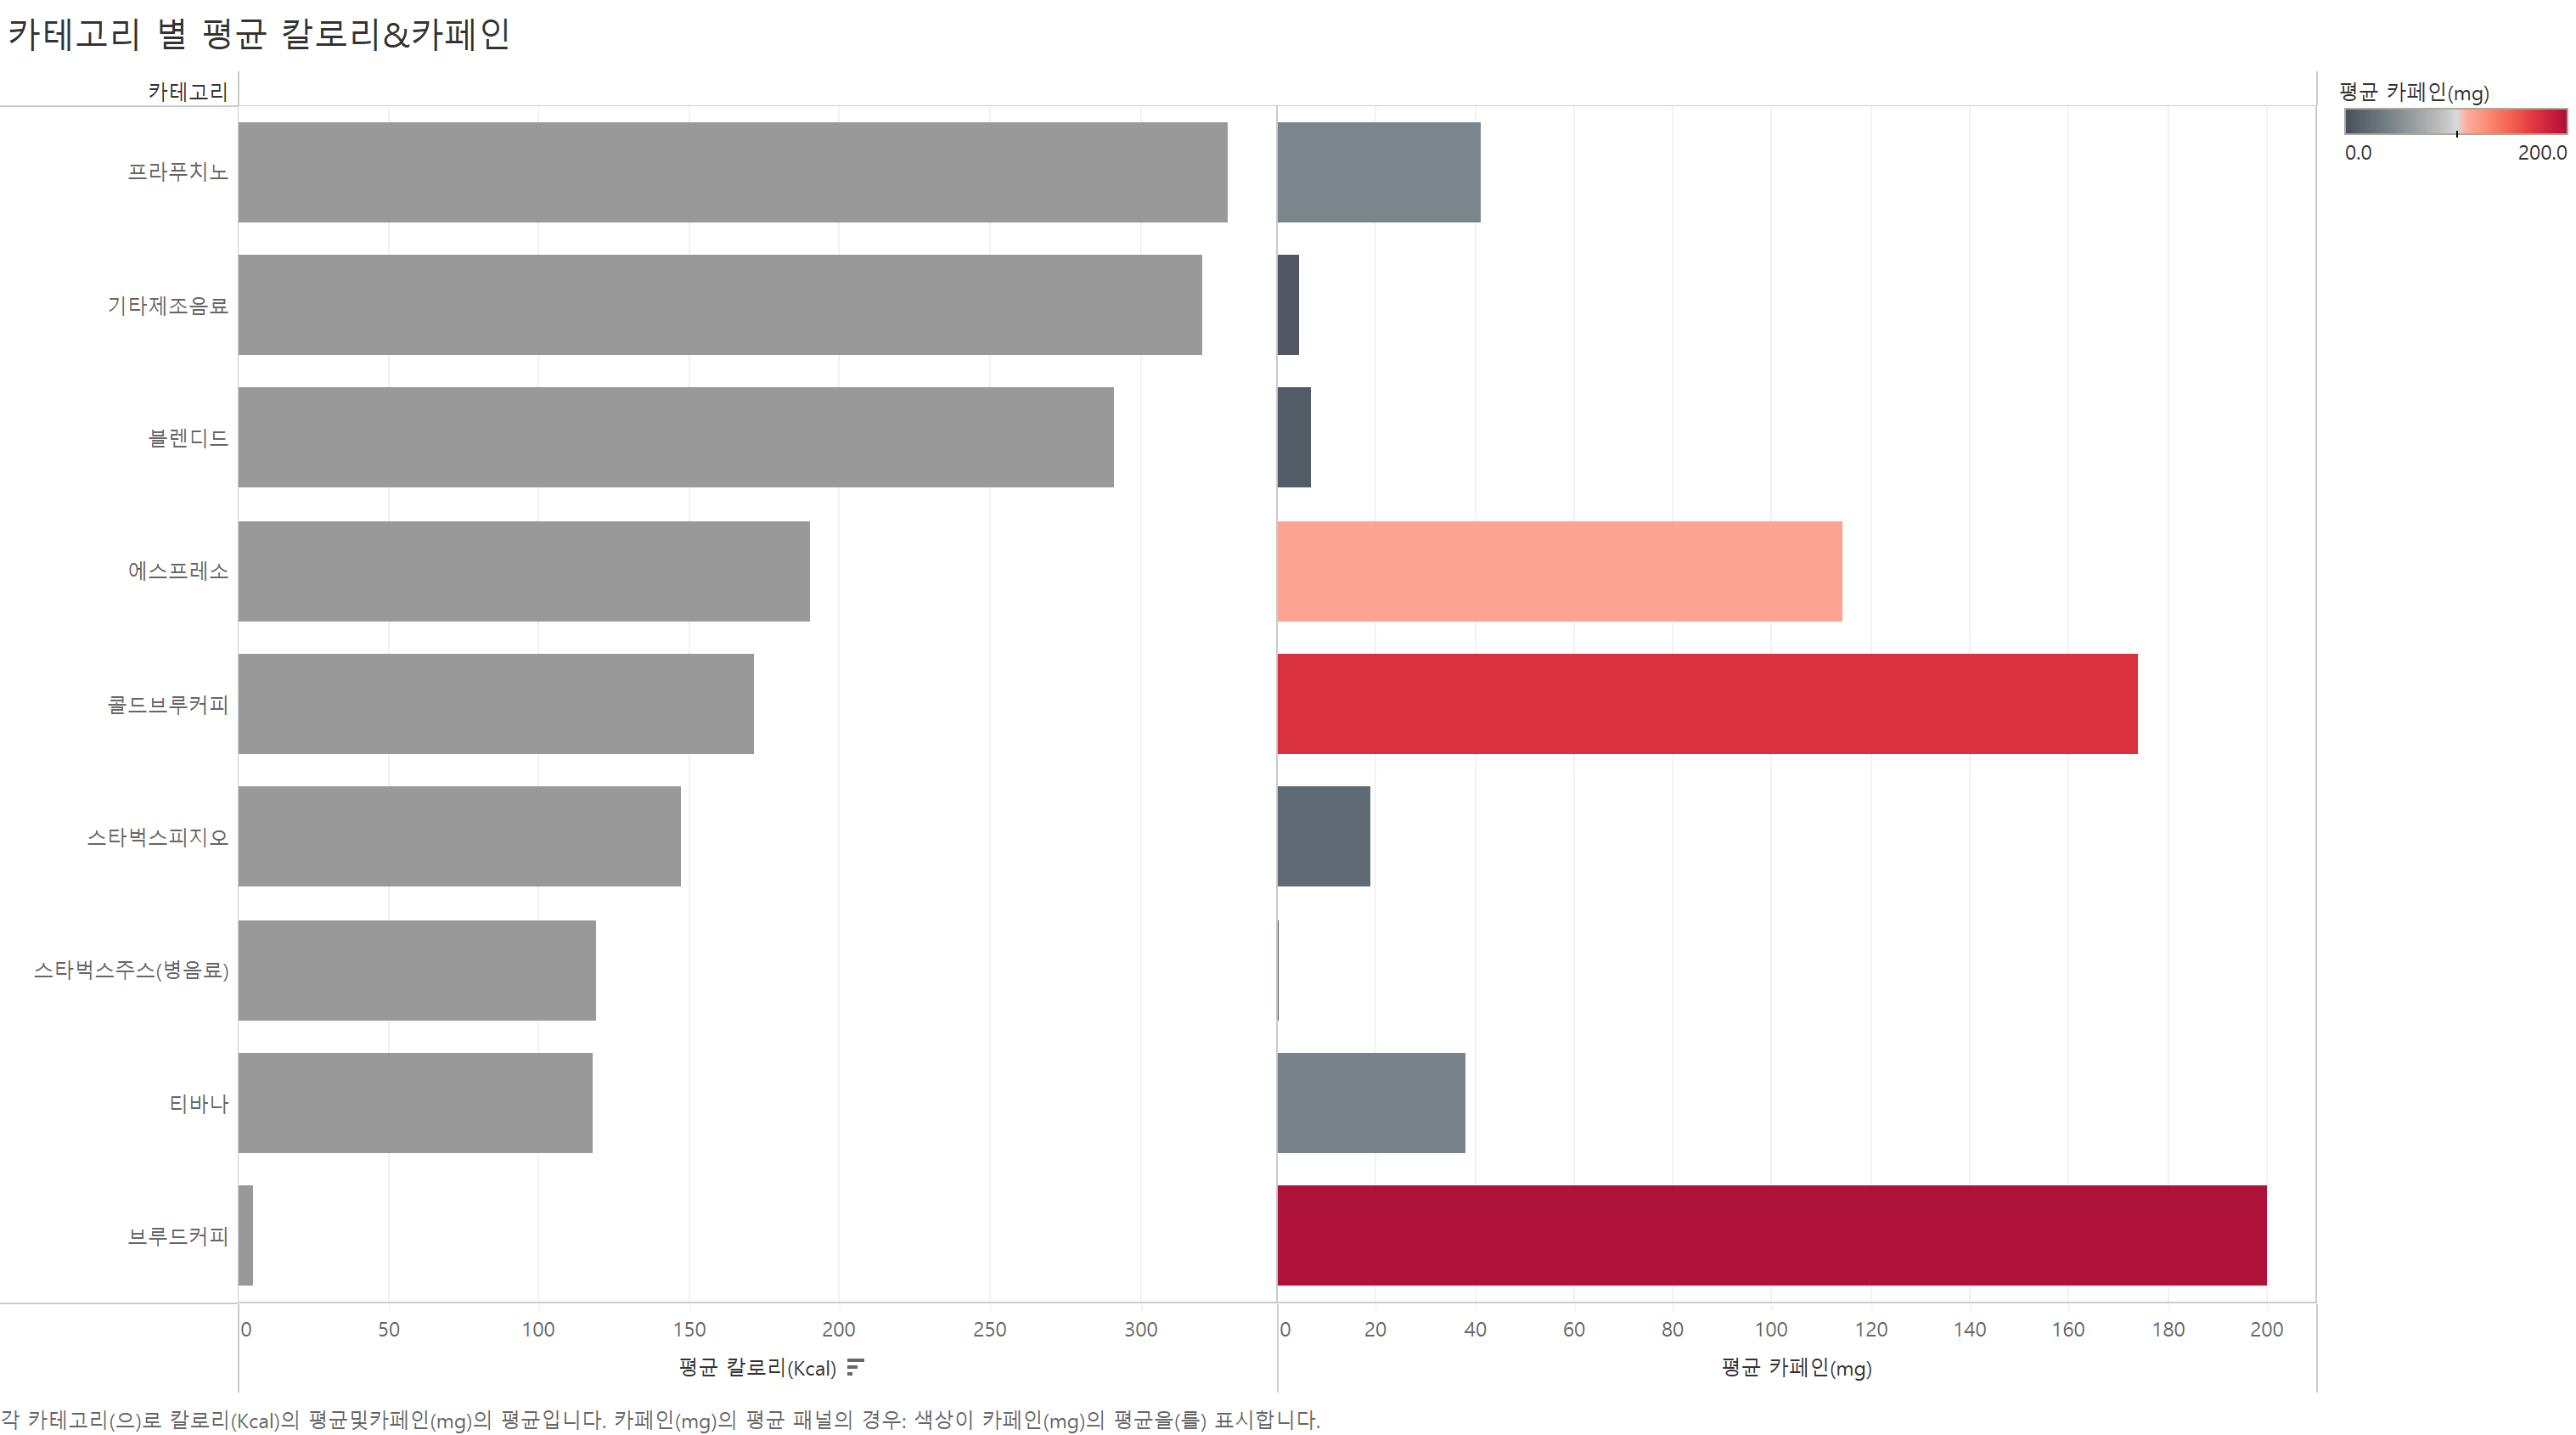 카테고리 별 평균 칼로리&카페인
카테고리
평균 카페인(mg)
0.0 200.0
프라푸치노
기타제조음료
블렌디드
에스프레소
콜드브루커피
스타벅스피지오
스타벅스주스(병음료)
티바나
브루드커피
0 50 100 150 200 250 300 0 20 40 60 80 100 120 140 160 180 200
평균 칼로리(Kcal) 평균 카페인(mg)
각 카테고리(으)로 칼로리(Kcal)의 평균및카페인(mg)의 평균입니다. 카페인(mg)의 평균 패널의 경우: 색상이 카페인(mg)의 평균을(를) 표시합니다.